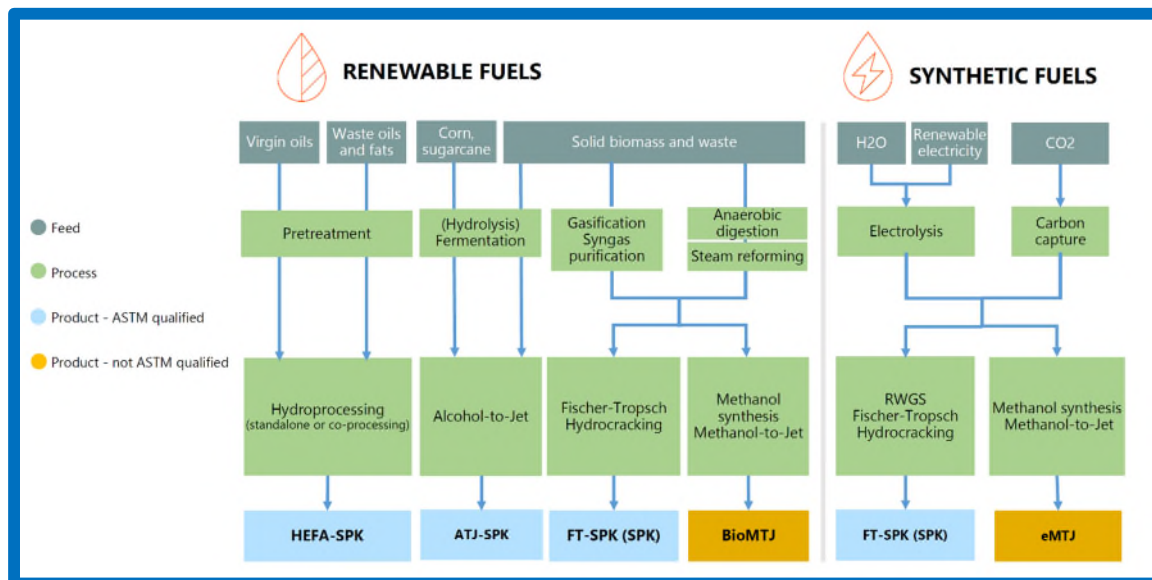 RENEWABLE FUELS
SYNTHETIC FUELS
Virgin oils
Waste oils
and fats
Corn,
sugarcane
Solid biomass and waste
H2O
Renewable
electricity
CO2
Feed
Process
Product - ASTM qualified
Product - not ASTM qualified
Pretreatment
(Hydrolysis)
Fermentation
Gasification
Syngas
purification
Anaerobic
digestion
Steam reforming
Electrolysis
Carbon
capture
Hydroprocessing
(standalone or co-processing)
Alcohol-to-Jet
Fischer-Tropsch
Hydrocracking
Methanol
synthesis
Methanol-to-Jet
RWGS
Fischer-Tropsch
Hydrocracking
Methanol synthesis
Methanol-to-Jet
HEFA-SPK
ATJ-SPK
FT-SPK (SPK)
BioMTJ
FT-SPK (SPK)
eMTJ